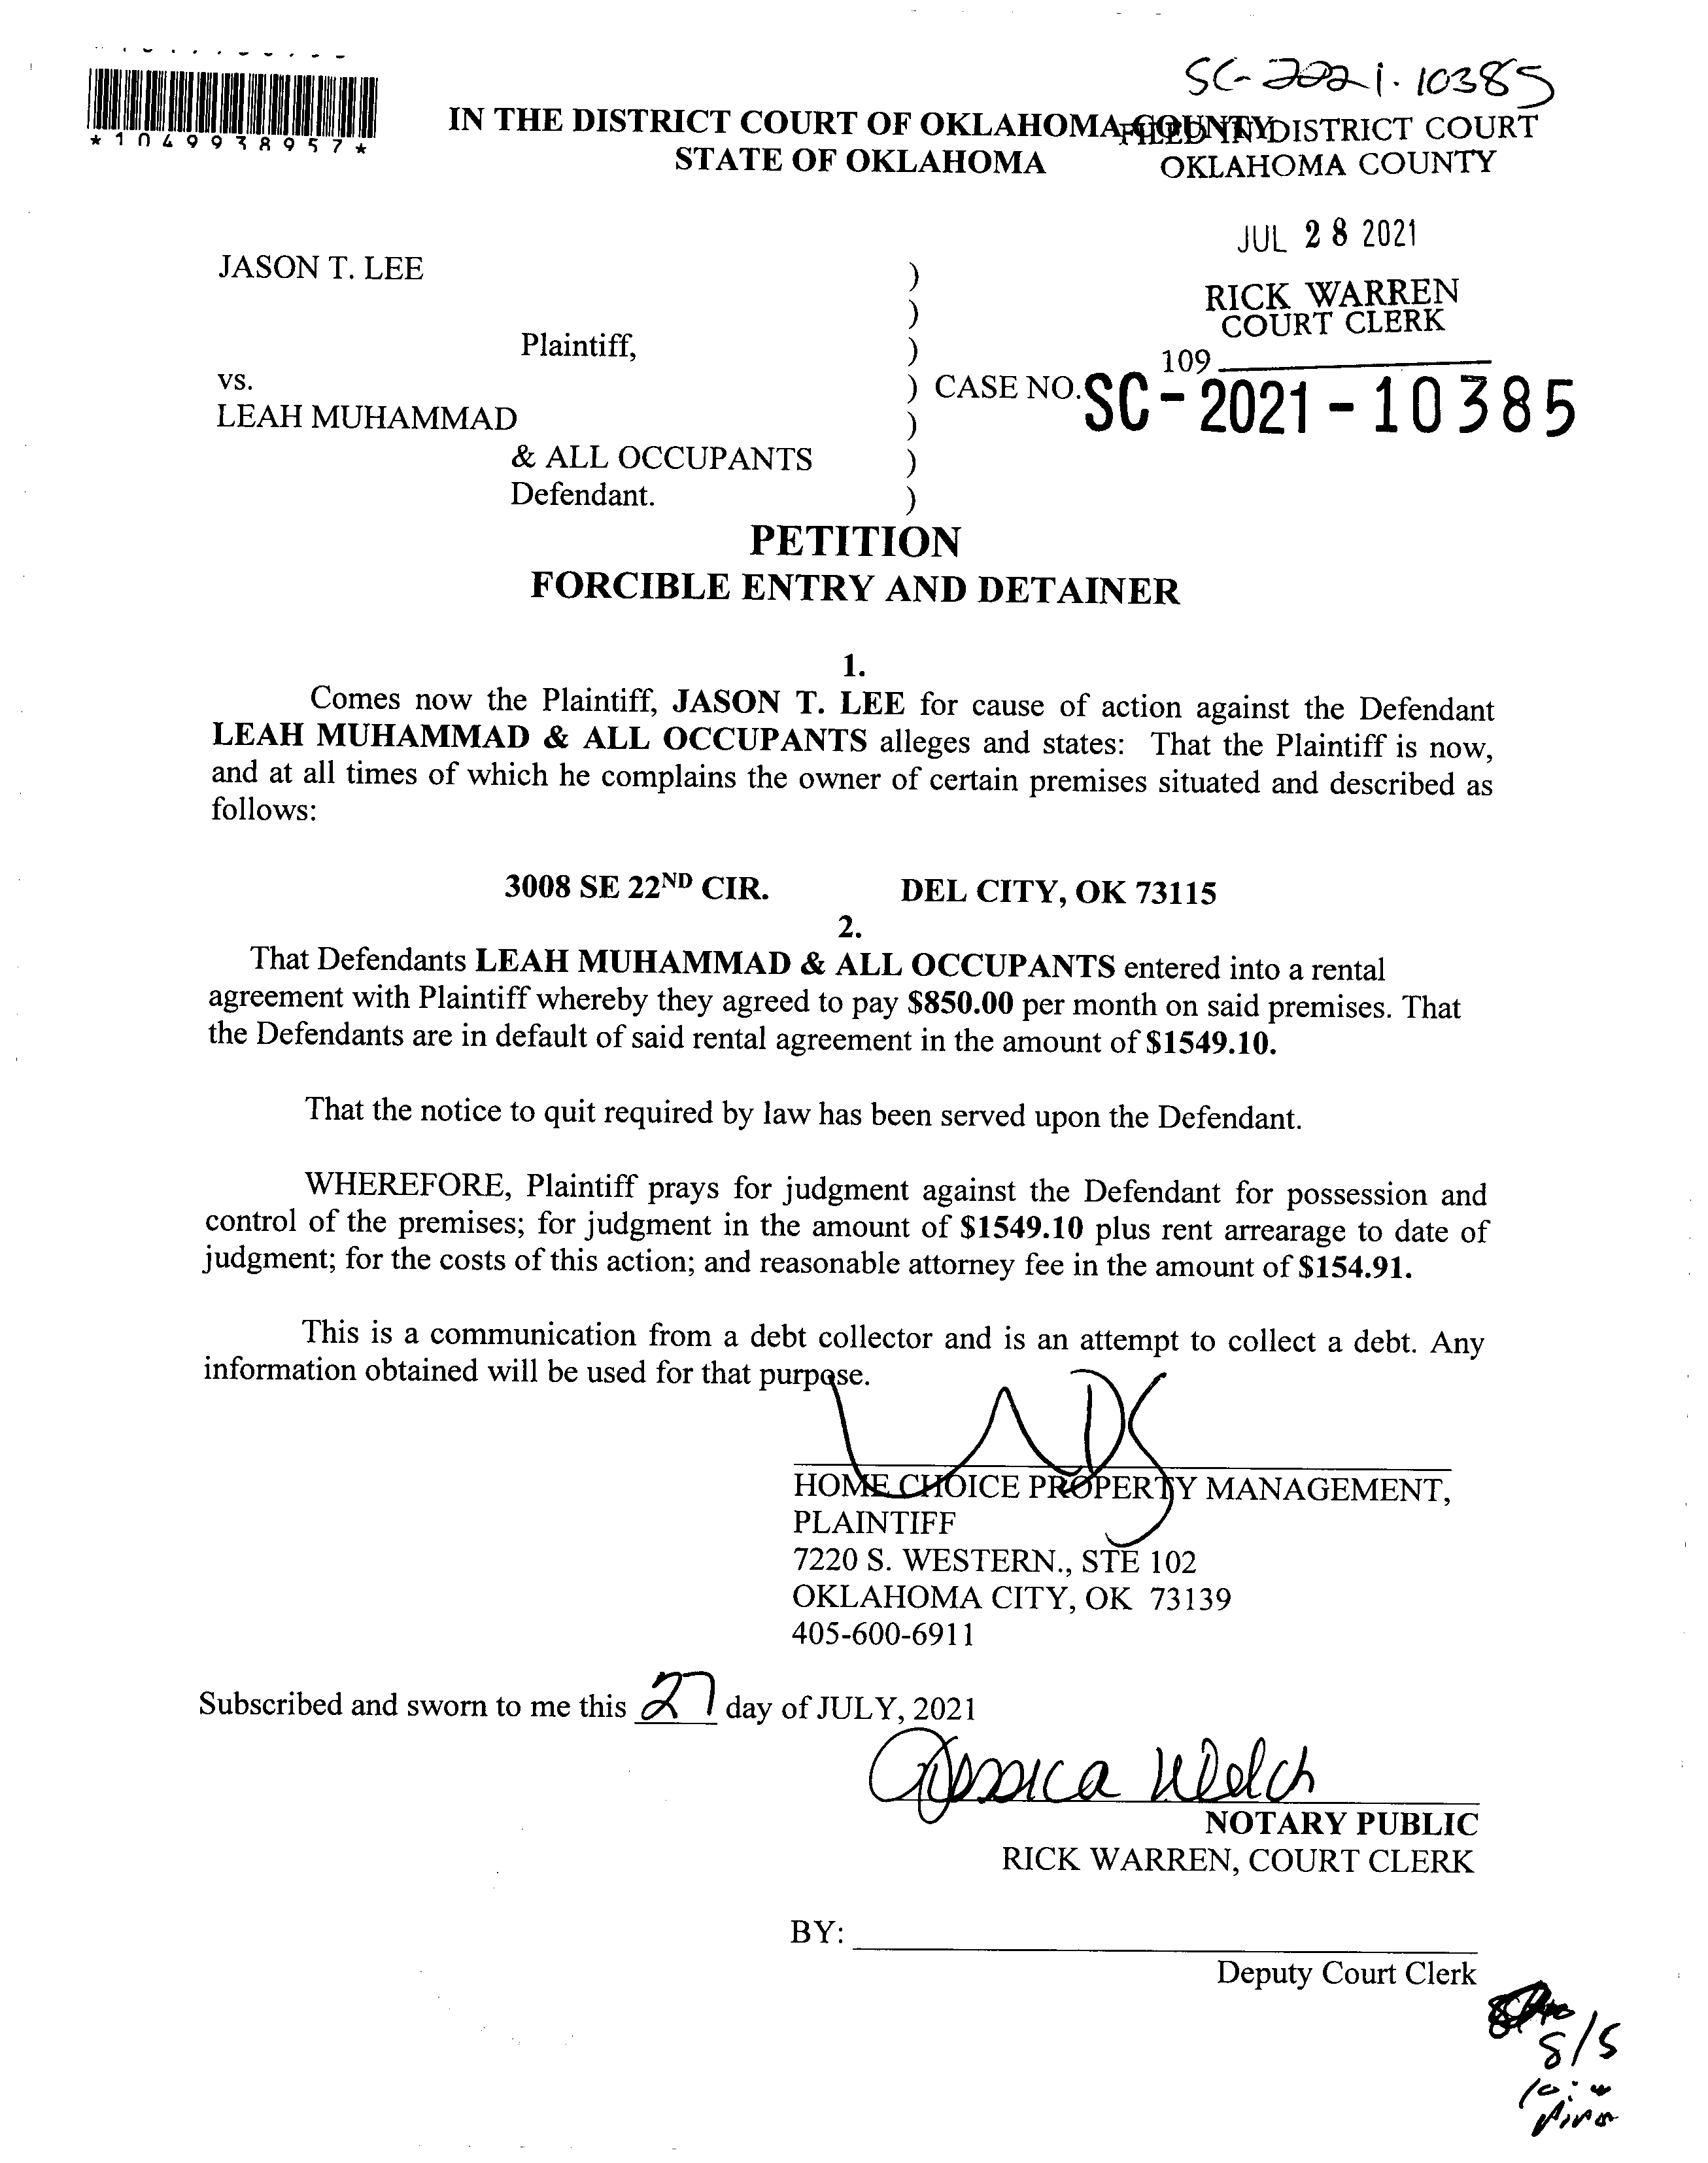 SC-2021-10385
*1049938957*
IN THE DISTRICT COURT OF OKLAHOMA COUNTY
STATE OF OKLAHOMA
FILED IN DISTRICT COURT
OKLAHOMA COUNTY
JUL 28 2021
RICK WARREN
COURT CLERK
109
JASON T. LEE )
)
Plaintiff, )
vs. ) CASE NO. SC-2021-10385
LEAH MUHAMMAD )
& ALL OCCUPANTS )
Defendant. )
PETITION
FORCIBLE ENTRY AND DETAINER
1.
Comes now the Plaintiff, JASON T. LEE for cause of action against the Defendant
LEAH MUHAMMAD & ALL OCCUPANTS alleges and states: That the Plaintiff is now,
and at all times of which he complains the owner of certain premises situated and described as
follows:
3008 SE 22ND CIR. DEL CITY, OK 73115
2.
That Defendants LEAH MUHAMMAD & ALL OCCUPANTS entered into a rental
agreement with Plaintiff whereby they agreed to pay $850.00 per month on said premises. That
the Defendants are in default of said rental agreement in the amount of $1549.10.
That the notice to quit required by law has been served upon the Defendant.
WHEREFORE, Plaintiff prays for judgment against the Defendant for possession and
control of the premises; for judgment in the amount of $1549.10 plus rent arrearage to date of
judgment; for the costs of this action; and reasonable attorney fee in the amount of $154.91.
This is a communication from a debt collector and is an attempt to collect a debt. Any
information obtained will be used for that purpose.
HOME CHOICE PROPERTY MANAGEMENT,
PLAINTIFF
7220 S. WESTERN., STE 102
OKLAHOMA CITY, OK 73139
405-600-6911
Subscribed and sworn to me this 27 day of JULY, 2021
Jessica Welch
NOTARY PUBLIC
RICK WARREN, COURT CLERK
BY:
Deputy Court Clerk
8/5